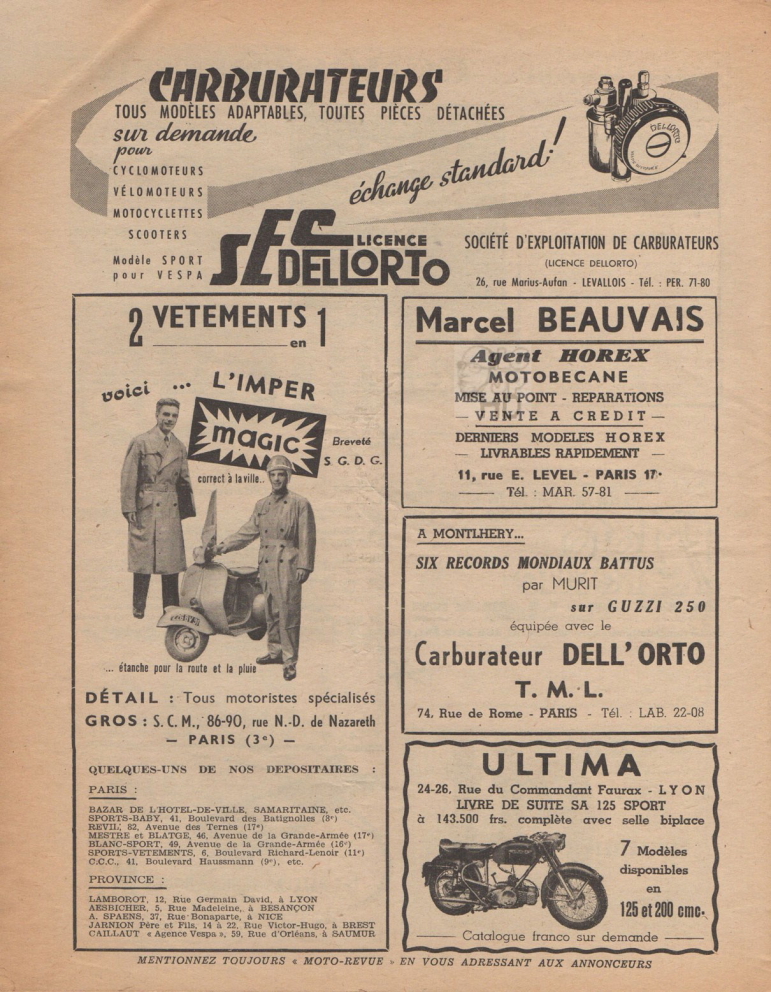 CARBURATEURS
TOUS MODÈLES ADAPTABLES, TOUTES PIÈCES DÉTACHÉES
sur demande
pour
CYCLOMOTEURS
VÉLOMOTEURS
MOTOCYCLETTES
SCOOTERS
Modèle SPORT
pour VESPA
échange standard!
DELLORTO
SEC LICENCE
DELLORTO
SOCIÉTÉ D'EXPLOITATION DE CARBURATEURS
(LICENCE DELLORTO)
26, rue Marius-Aufan - LEVALLOIS - Tél. : PER. 71-80
2 VETEMENTS
en 1
voici ... L'IMPER
MAGIC
Breveté
S. G. D. G.
correct à la ville..
... étanche pour la route et la pluie
DÉTAIL : Tous motoristes spécialisés
GROS : S. C. M., 86-90, rue N.-D. de Nazareth
— PARIS (3e) —
QUELQUES-UNS DE NOS DEPOSITAIRES :
PARIS :
BAZAR DE L'HOTEL-DE-VILLE, SAMARITAINE, etc.
SPORTS-BABY, 41, Boulevard des Batignolles (8e)
REVIL, 82, Avenue des Ternes (17e)
MESTRE et BLATGE, 46, Avenue de la Grande-Armée (17e)
BLANC-SPORT, 49, Avenue de la Grande-Armée (16e)
SPORTS-VETEMENTS, 6, Boulevard Richard-Lenoir (11e)
C.C.C., 41, Boulevard Haussmann (9e), etc.
PROVINCE :
LAMBOROT, 12, Rue Germain David, à LYON
AESBICHER, 5, Rue Madeleine, à BESANÇON
A. SPAENS, 37, Rue Bonaparte, à NICE
JARNION Père et Fils, 14 à 22, Rue Victor-Hugo, à BREST
CAILLAUT « Agence Vespa », 59, Rue d'Orléans, à SAUMUR
Marcel BEAUVAIS
Agent HOREX
MOTOBECANE
MISE AU POINT - REPARATIONS
— VENTE A CREDIT —
DERNIERS MODELES HOREX
— LIVRABLES RAPIDEMENT —
11, rue E. LEVEL - PARIS 17e
Tél. : MAR. 57-81
A MONTLHERY...
SIX RECORDS MONDIAUX BATTUS
par MURIT
sur GUZZI 250
équipée avec le
Carburateur DELL'ORTO
T. M. L.
74, Rue de Rome - PARIS - Tél. : LAB. 22-08
ULTIMA
24-26, Rue du Commandant Faurax - LYON
LIVRE DE SUITE SA 125 SPORT
à 143.500 frs. complète avec selle biplace
7 Modèles
disponibles
en
125 et 200 cmc.
Catalogue franco sur demande
MENTIONNEZ TOUJOURS « MOTO-REVUE » EN VOUS ADRESSANT AUX ANNONCEURS